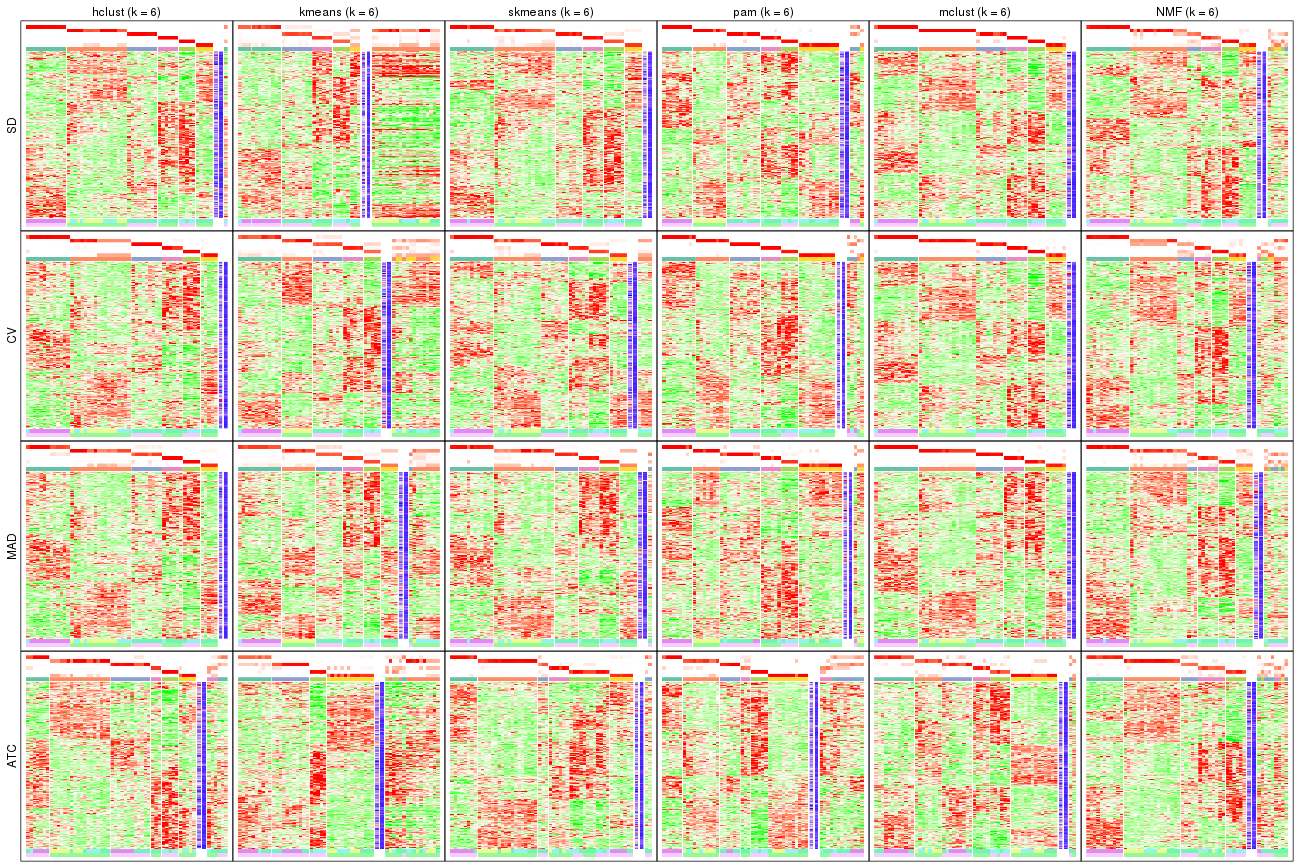 hclust (k = 6)
kmeans (k = 6)
skmeans (k = 6)
pam (k = 6)
mclust (k = 6)
NMF (k = 6)
SD
CV
MAD
ATC